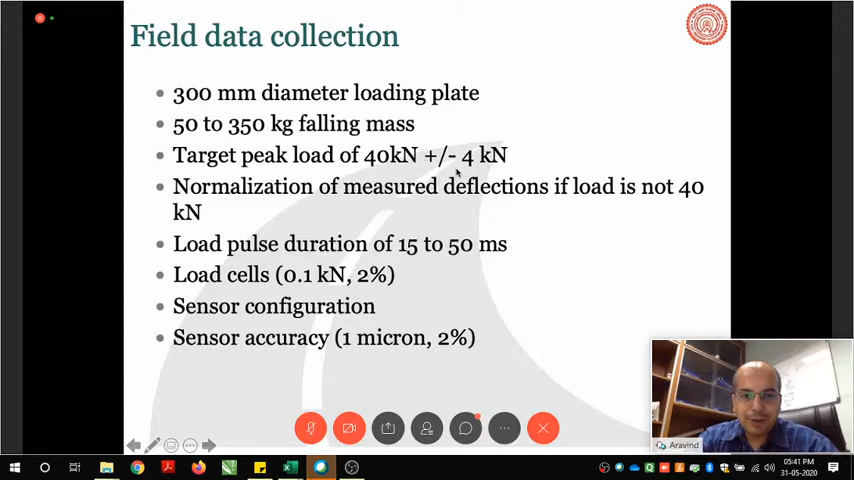 Field data collection
300 mm diameter loading plate
50 to 350 kg falling mass
Target peak load of 40kN +/- 4 kN
Normalization of measured deflections if load is not 40
kN
Load pulse duration of 15 to 50 ms
Load cells (0.1 kN, 2%)
Sensor configuration
Sensor accuracy (1 micron, 2%)
Aravind
05:41 PM
31-05-2020